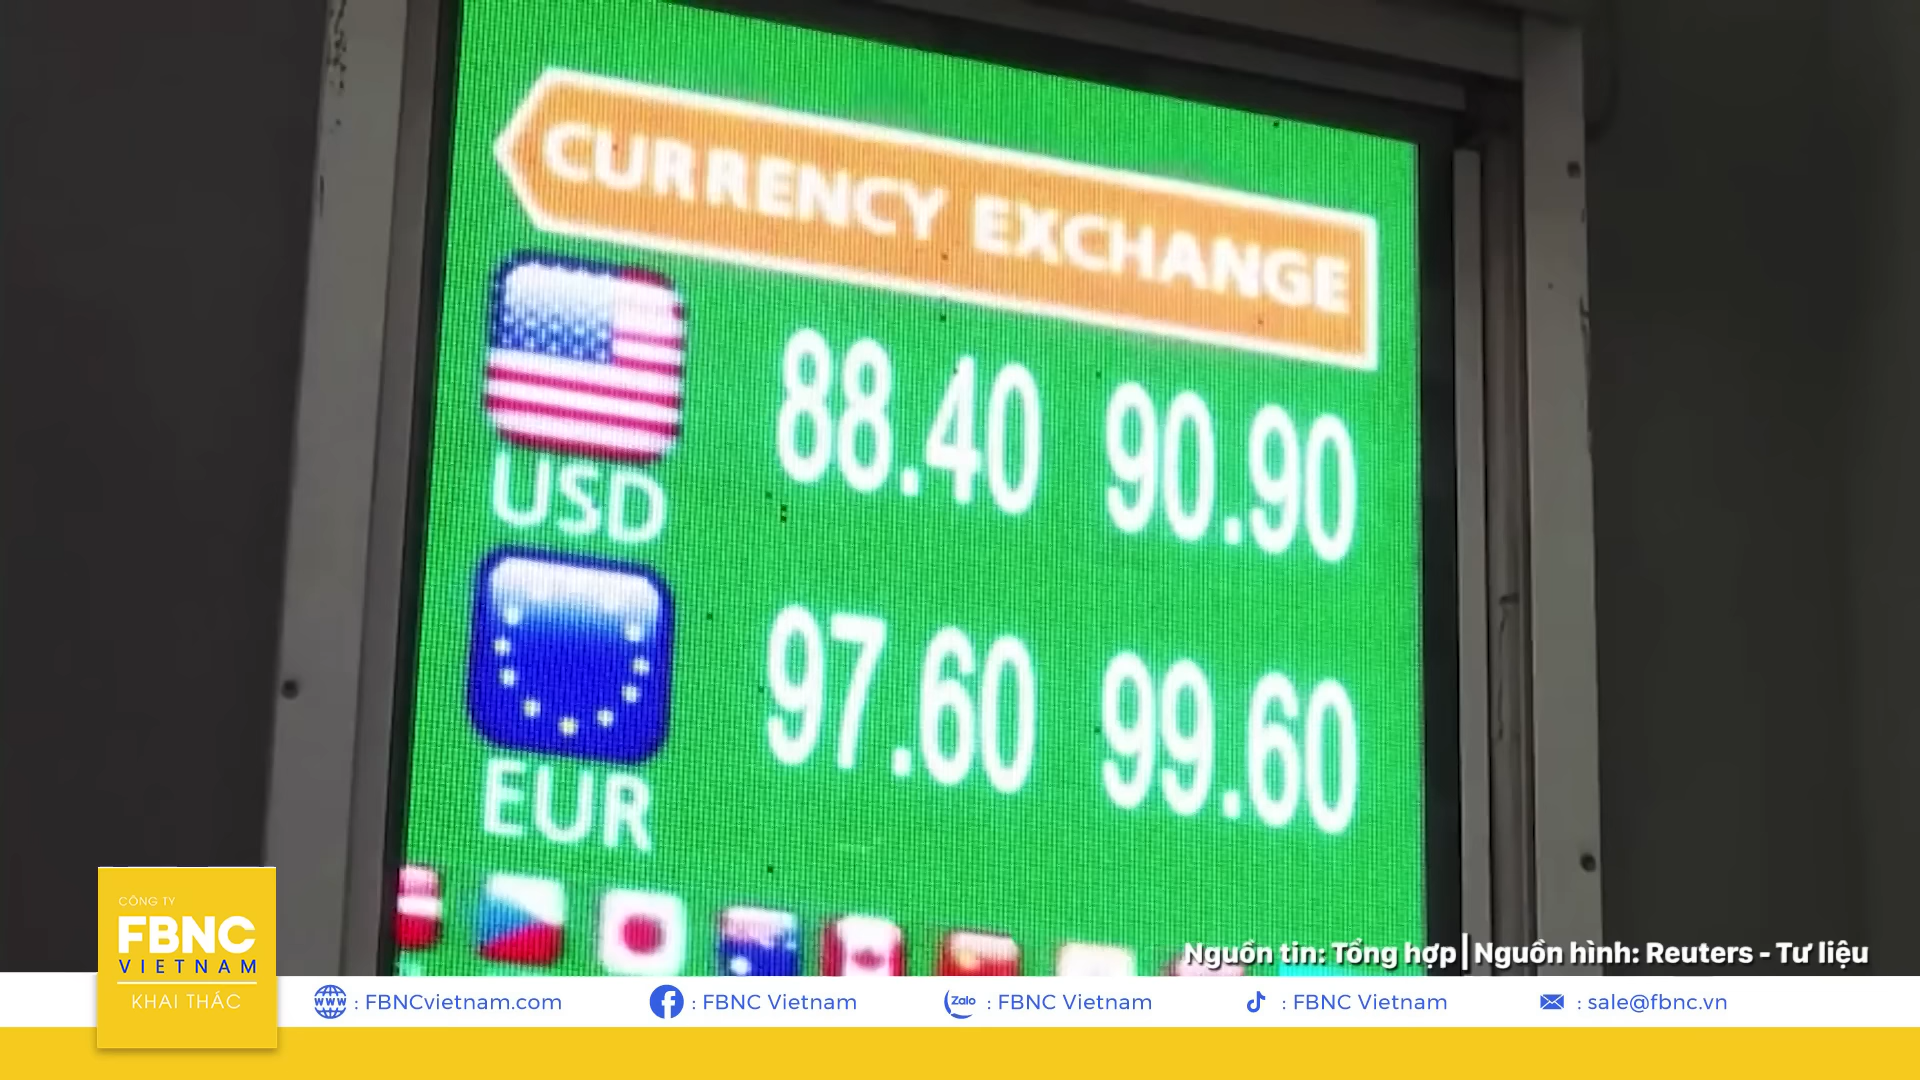 CURRENCY EXCHANGE
USD 88.40 90.90
EUR 97.60 99.60
Nguồn tin: Tổng hợp | Nguồn hình: Reuters - Tư liệu
CÔNG TY
FBNC
VIETNAM
KHAI THÁC
www : FBNCvietnam.com
f : FBNC Vietnam
Zalo : FBNC Vietnam
: FBNC Vietnam
: sale@fbnc.vn